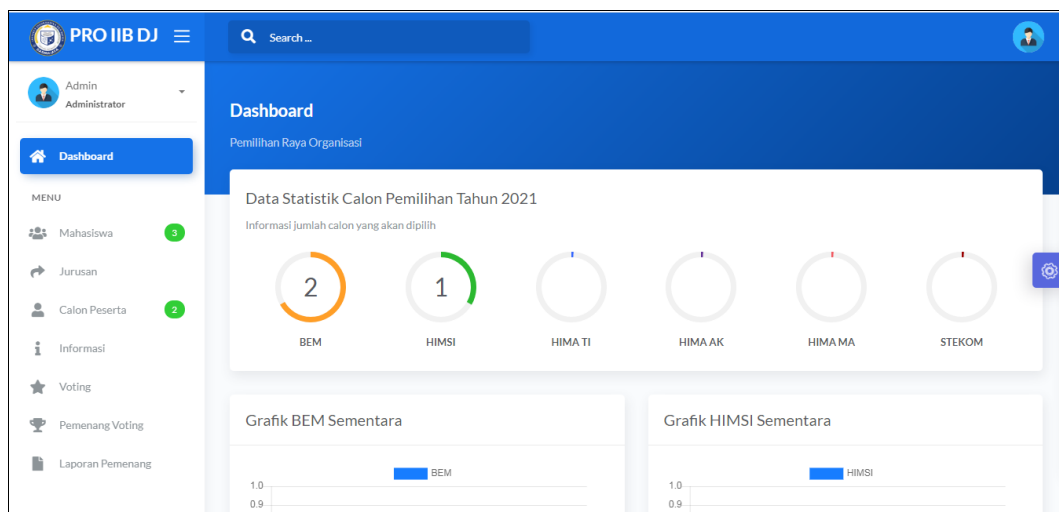 PRO IIB DJ
Search ...
Admin
Administrator
Dashboard
MENU
Mahasiswa 3
Jurusan
Calon Peserta 2
Informasi
Voting
Pemenang Voting
Laporan Pemenang
Dashboard
Pemilihan Raya Organisasi
Data Statistik Calon Pemilihan Tahun 2021
Informasi jumlah calon yang akan dipilih
2 1
BEM HIMSI HIMA TI HIMA AK HIMA MA STEKOM
Grafik BEM Sementara
BEM
1.0
0.9
Grafik HIMSI Sementara
HIMSI
1.0
0.9